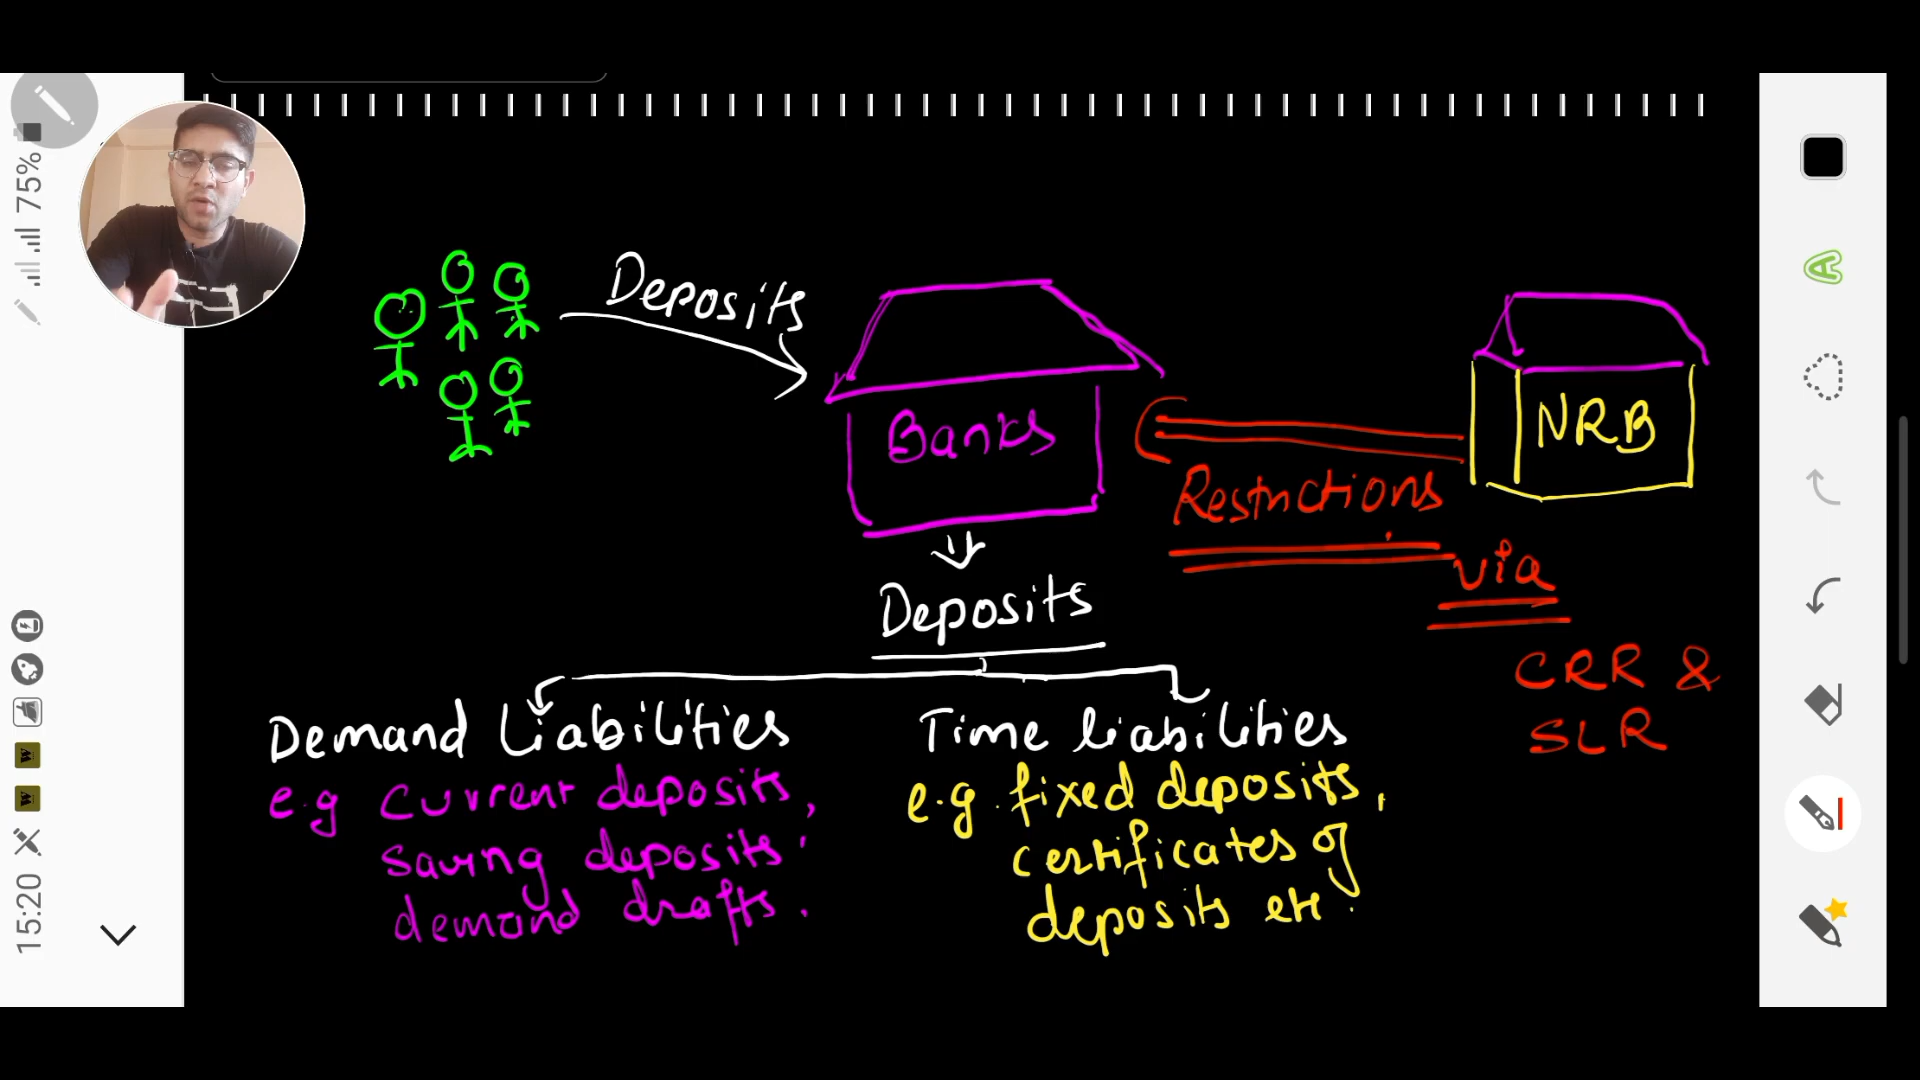 75%
15:20
Deposits
Banks
NRB
Restrictions
via
CRR &
SLR
Deposits
Demand Liabilities
e.g current deposits,
saving deposits,
demand drafts.
Time liabilities
e.g. fixed deposits,
certificates of
deposits etc.